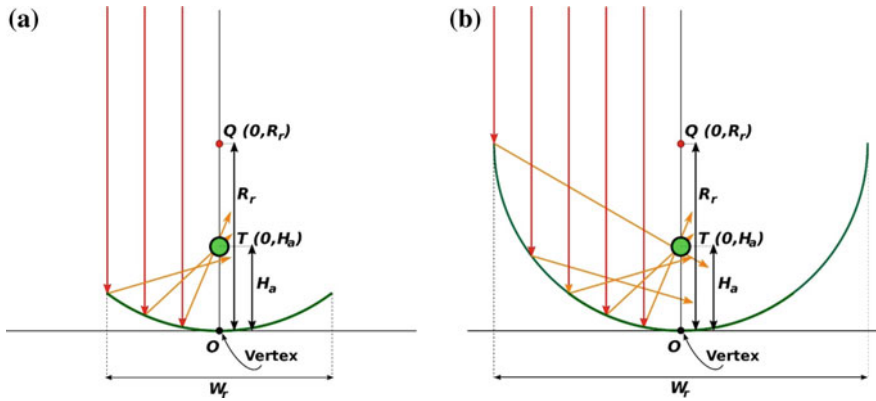 (a)
Q (0,Rr)
Rr
T (0,Ha)
Ha
O
Vertex
Wr
(b)
Q (0,Rr)
Rr
T (0,Ha)
Ha
O
Vertex
Wr